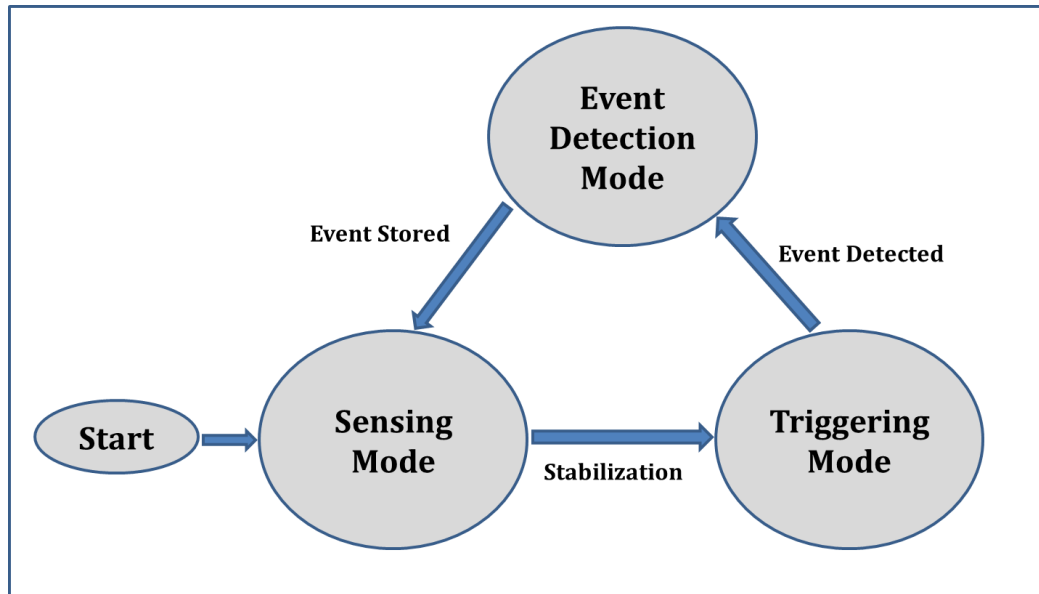 Event
Detection
Mode
Event Stored
Event Detected
Start
Sensing
Mode
Stabilization
Triggering
Mode